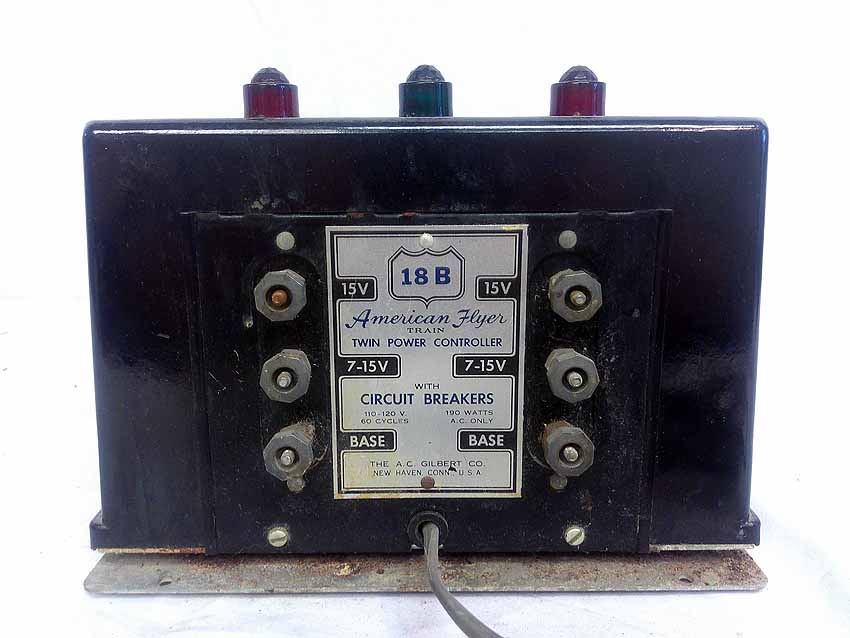 18 B
15V 15V
American Flyer
TRAIN
TWIN POWER CONTROLLER
7-15V 7-15V
WITH
CIRCUIT BREAKERS
110-120 V. 190 WATTS
60 CYCLES A.C. ONLY
BASE BASE
THE A.C. GILBERT CO.
NEW HAVEN, CONN., U.S.A.